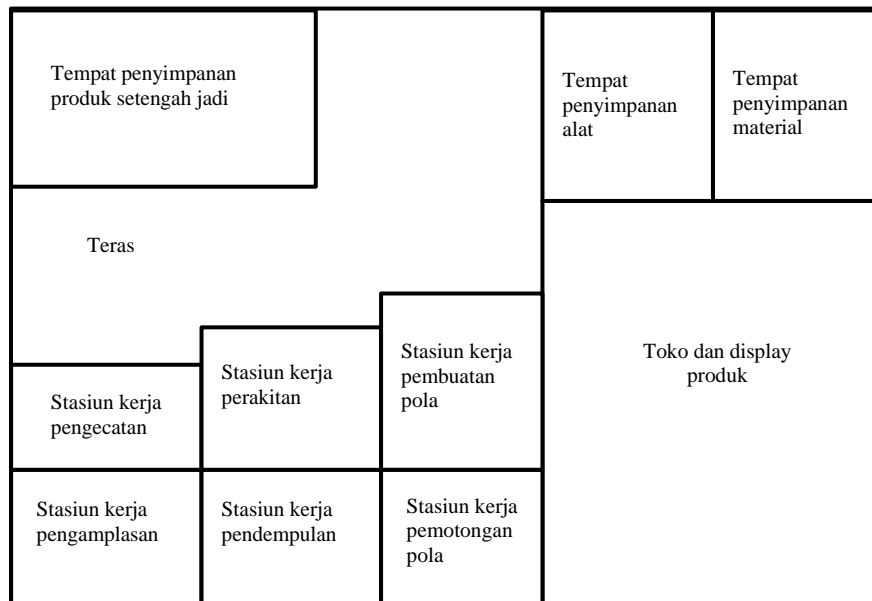 Tempat penyimpanan
produk setengah jadi
Tempat
penyimpanan
alat
Tempat
penyimpanan
material
Teras
Stasiun kerja
pengecatan
Stasiun kerja
perakitan
Stasiun kerja
pembuatan
pola
Toko dan display
produk
Stasiun kerja
pengamplasan
Stasiun kerja
pendempulan
Stasiun kerja
pemotongan
pola